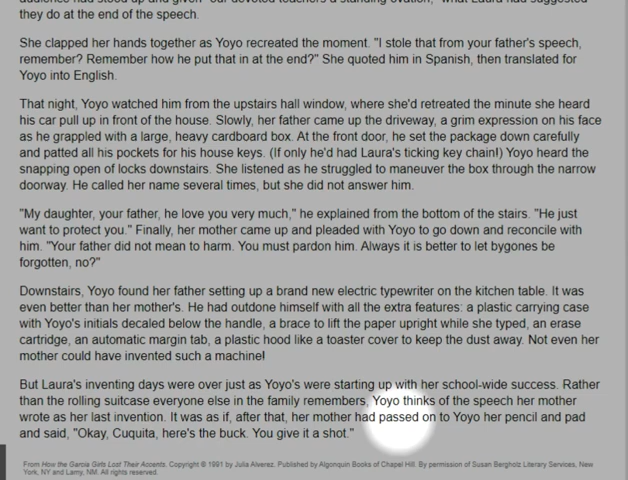 audience had stood up and given "our devoted teachers a standing ovation," what Laura had suggested
they do at the end of the speech.
She clapped her hands together as Yoyo recreated the moment. "I stole that from your father's speech,
remember? Remember how he put that in at the end?" She quoted him in Spanish, then translated for
Yoyo into English.
That night, Yoyo watched him from the upstairs hall window, where she'd retreated the minute she heard
his car pull up in front of the house. Slowly, her father came up the driveway, a grim expression on his face
as he grappled with a large, heavy cardboard box. At the front door, he set the package down carefully
and patted all his pockets for his house keys. (If only he'd had Laura's ticking key chain!) Yoyo heard the
snapping open of locks downstairs. She listened as he struggled to maneuver the box through the narrow
doorway. He called her name several times, but she did not answer him.
"My daughter, your father, he love you very much," he explained from the bottom of the stairs. "He just
want to protect you." Finally, her mother came up and pleaded with Yoyo to go down and reconcile with
him. "Your father did not mean to harm. You must pardon him. Always it is better to let bygones be
forgotten, no?"
Downstairs, Yoyo found her father setting up a brand new electric typewriter on the kitchen table. It was
even better than her mother's. He had outdone himself with all the extra features: a plastic carrying case
with Yoyo's initials decaled below the handle, a brace to lift the paper upright while she typed, an erase
cartridge, an automatic margin tab, a plastic hood like a toaster cover to keep the dust away. Not even her
mother could have invented such a machine!
But Laura's inventing days were over just as Yoyo's were starting up with her school-wide success. Rather
than the rolling suitcase everyone else in the family remembers, Yoyo thinks of the speech her mother
wrote as her last invention. It was as if, after that, her mother had passed on to Yoyo her pencil and pad
and said, "Okay, Cuquita, here's the buck. You give it a shot."
From How the García Girls Lost Their Accents. Copyright © 1991 by Julia Alvarez. Published by Algonquin Books of Chapel Hill. By permission of Susan Bergholz Literary Services, New
York, NY and Lamy, NM. All rights reserved.